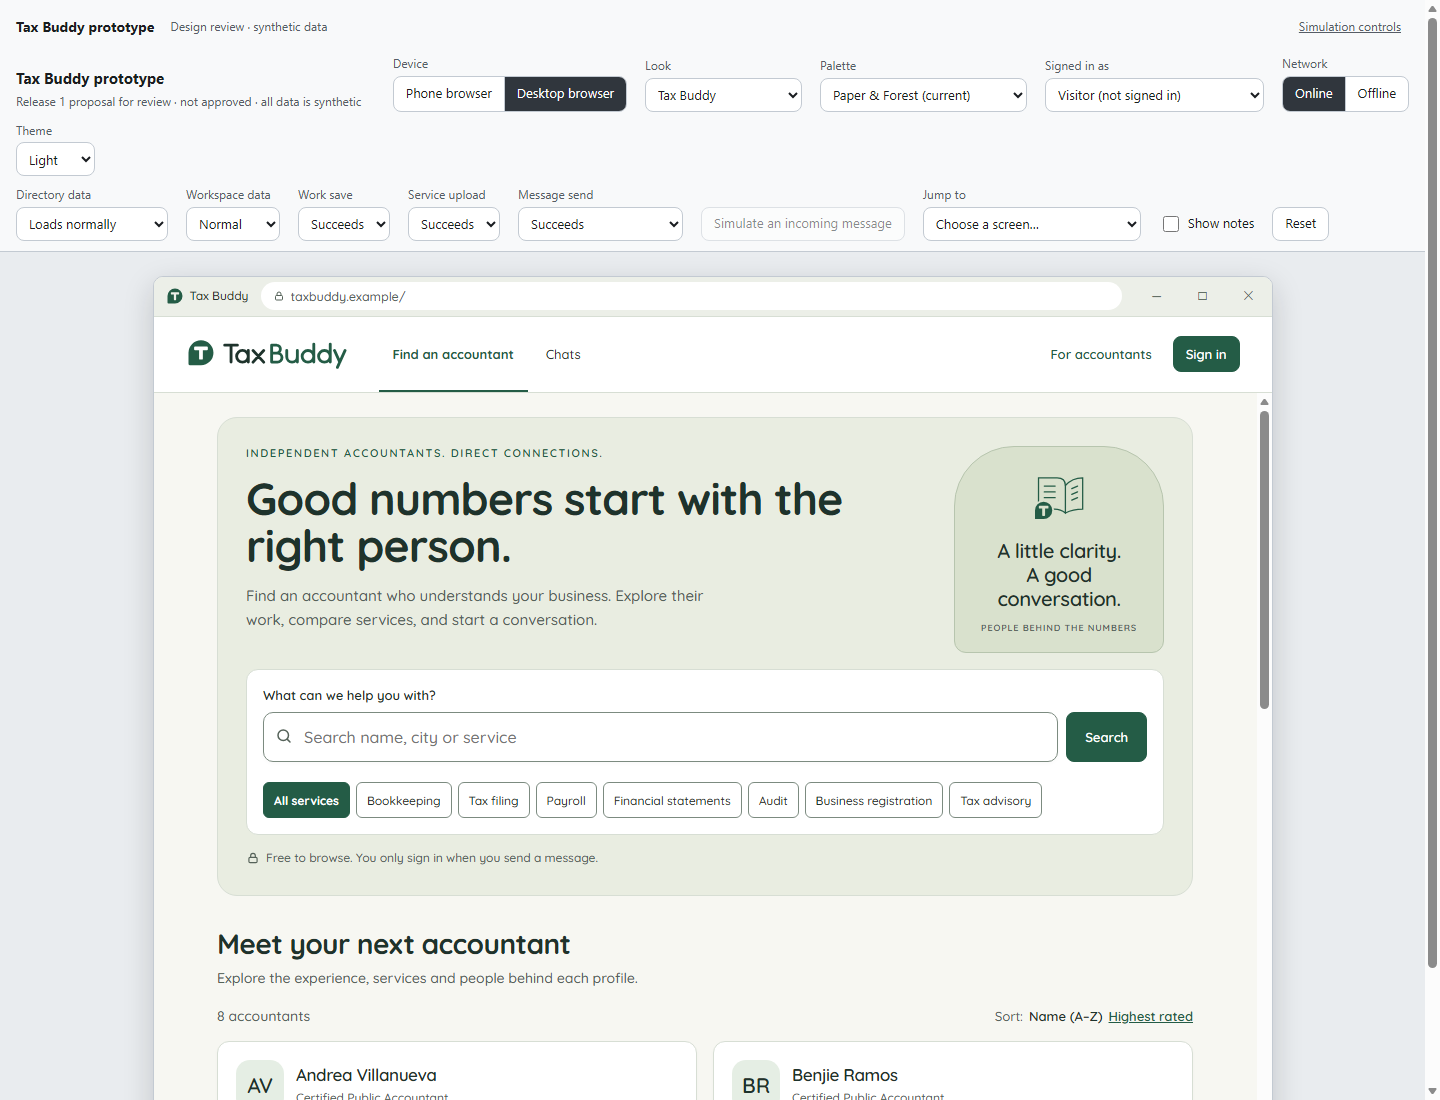 Tax Buddy prototype
Design review · synthetic data
Simulation controls
Tax Buddy prototype
Release 1 proposal for review · not approved · all data is synthetic
Device
Phone browser
Desktop browser
Look
Tax Buddy
Palette
Paper & Forest (current)
Signed in as
Visitor (not signed in)
Network
Online
Offline
Theme
Light
Directory data
Loads normally
Workspace data
Normal
Work save
Succeeds
Service upload
Succeeds
Message send
Succeeds
Simulate an incoming message
Jump to
Choose a screen...
Show notes
Reset
Tax Buddy
taxbuddy.example/
TaxBuddy
Find an accountant
Chats
For accountants
Sign in
INDEPENDENT ACCOUNTANTS. DIRECT CONNECTIONS.
Good numbers start with the
right person.
Find an accountant who understands your business. Explore their
work, compare services, and start a conversation.
A little clarity.
A good
conversation.
PEOPLE BEHIND THE NUMBERS
What can we help you with?
Search name, city or service
Search
All services
Bookkeeping
Tax filing
Payroll
Financial statements
Audit
Business registration
Tax advisory
Free to browse. You only sign in when you send a message.
Meet your next accountant
Explore the experience, services and people behind each profile.
8 accountants
Sort: Name (A–Z) Highest rated
AV
Andrea Villanueva
Certified Public Accountant
BR
Benjie Ramos
Certified Public Accountant